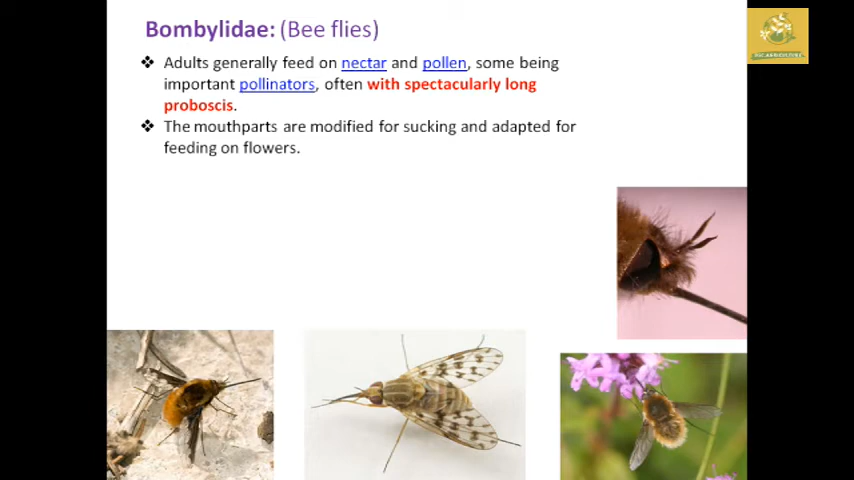 Bombylidae: (Bee flies)
❖ Adults generally feed on nectar and pollen, some being
important pollinators, often with spectacularly long
proboscis.
❖ The mouthparts are modified for sucking and adapted for
feeding on flowers.